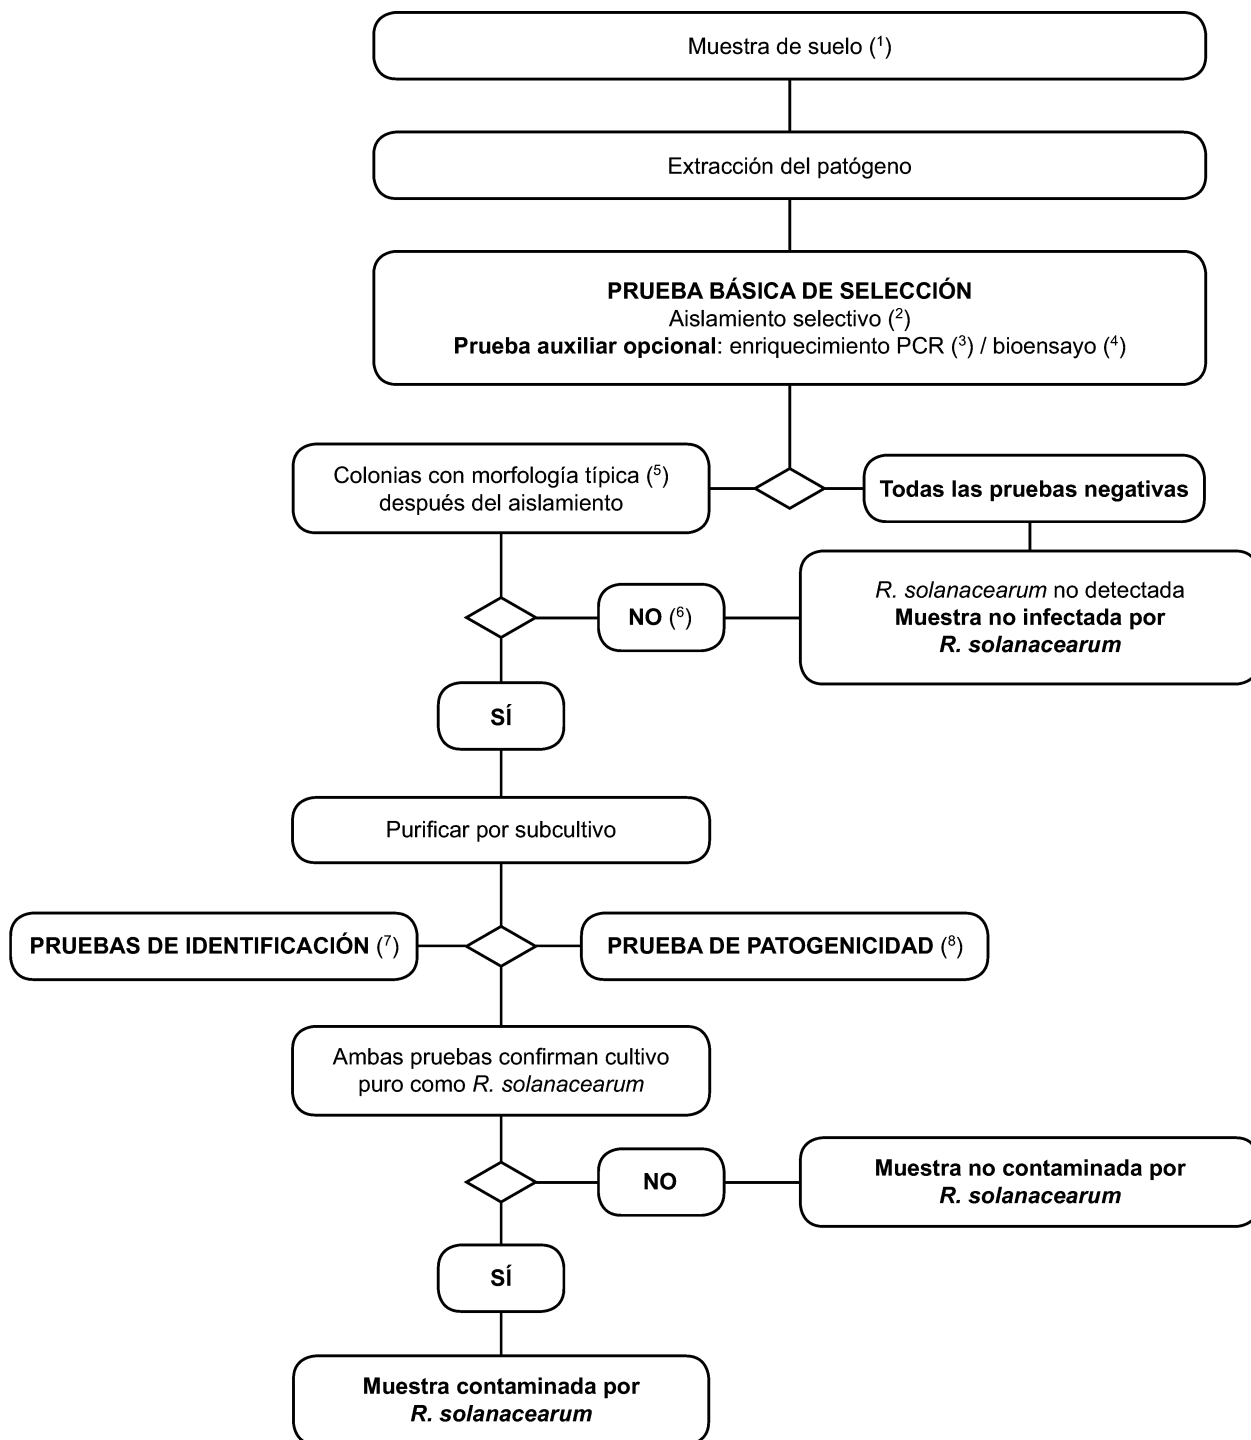 Muestra de suelo (¹)
Extracción del patógeno
PRUEBA BÁSICA DE SELECCIÓN
Aislamiento selectivo (²)
Prueba auxiliar opcional: enriquecimiento PCR (³) / bioensayo (⁴)
Colonias con morfología típica (⁵)
después del aislamiento
Todas las pruebas negativas
R. solanacearum no detectada
Muestra no infectada por
R. solanacearum
NO (⁶)
SÍ
Purificar por subcultivo
PRUEBAS DE IDENTIFICACIÓN (⁷)
PRUEBA DE PATOGENICIDAD (⁸)
Ambas pruebas confirman cultivo
puro como R. solanacearum
NO
Muestra no contaminada por
R. solanacearum
SÍ
Muestra contaminada por
R. solanacearum